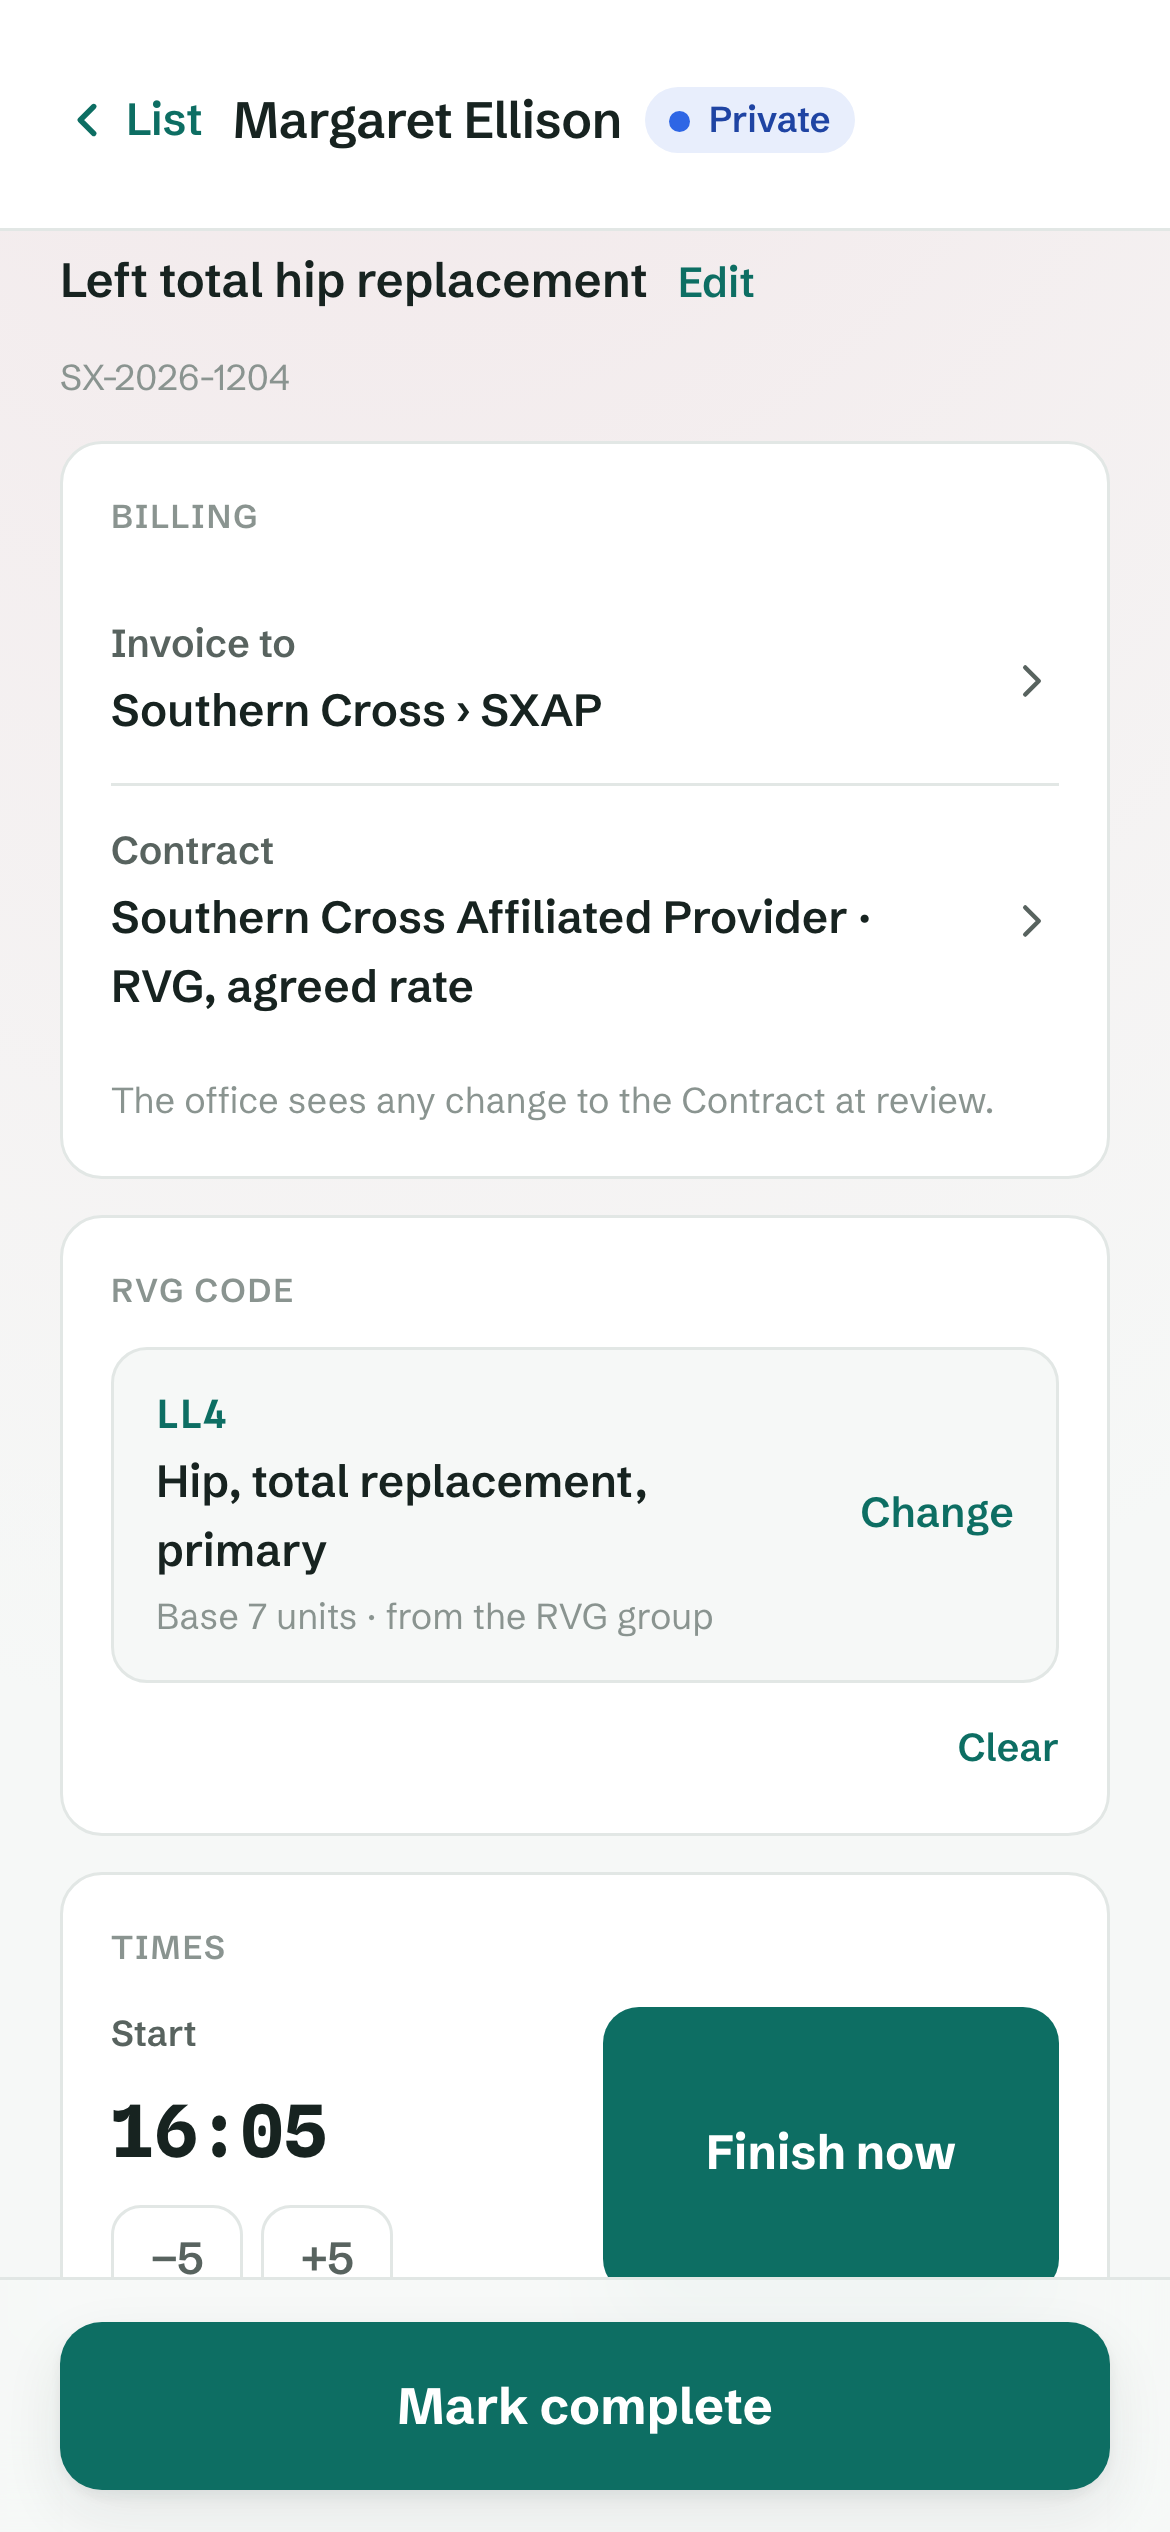 List Margaret Ellison Private
Left total hip replacement Edit
SX-2026-1204
BILLING
Invoice to
Southern Cross › SXAP
Contract
Southern Cross Affiliated Provider ·
RVG, agreed rate
The office sees any change to the Contract at review.
RVG CODE
LL4
Hip, total replacement,
primary
Change
Base 7 units · from the RVG group
Clear
TIMES
Start
16:05
Finish now
−5 +5
Mark complete